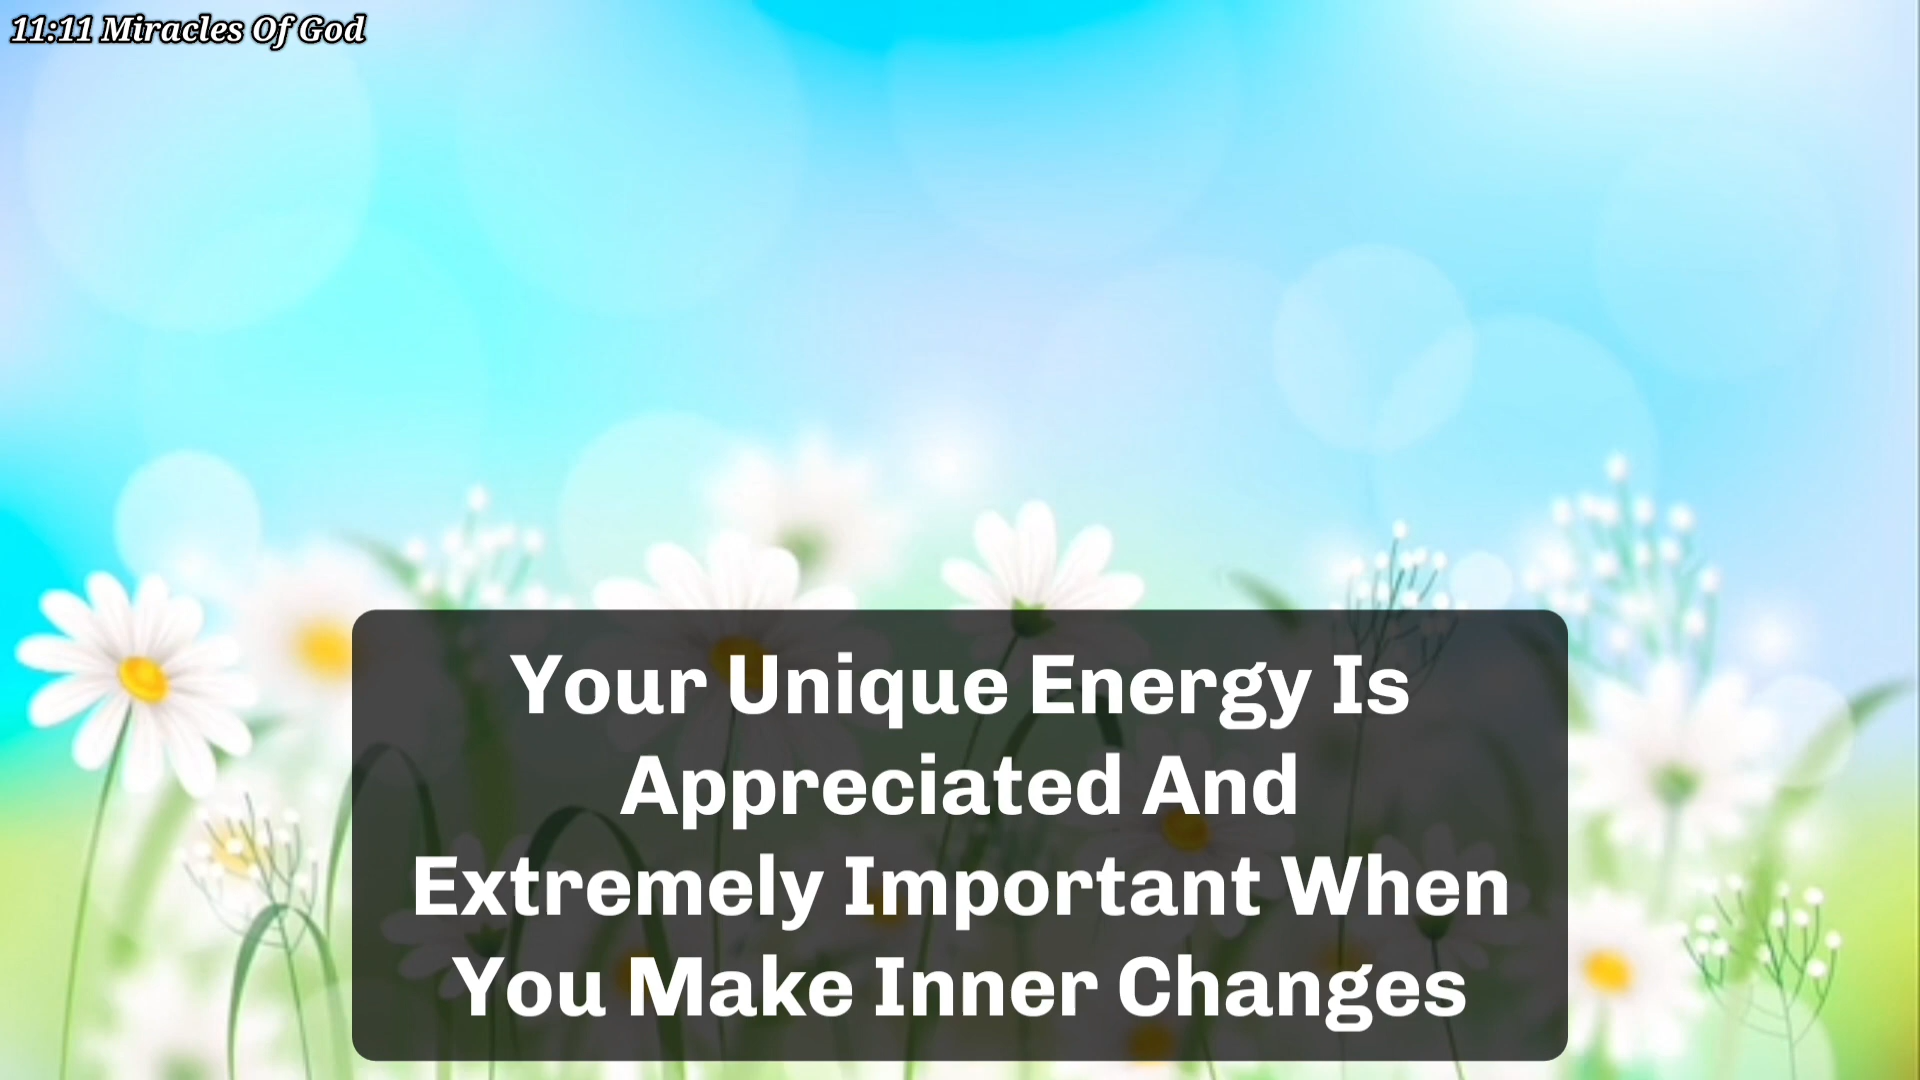 11:11 Miracles Of God
Your Unique Energy Is
Appreciated And
Extremely Important When
You Make Inner Changes